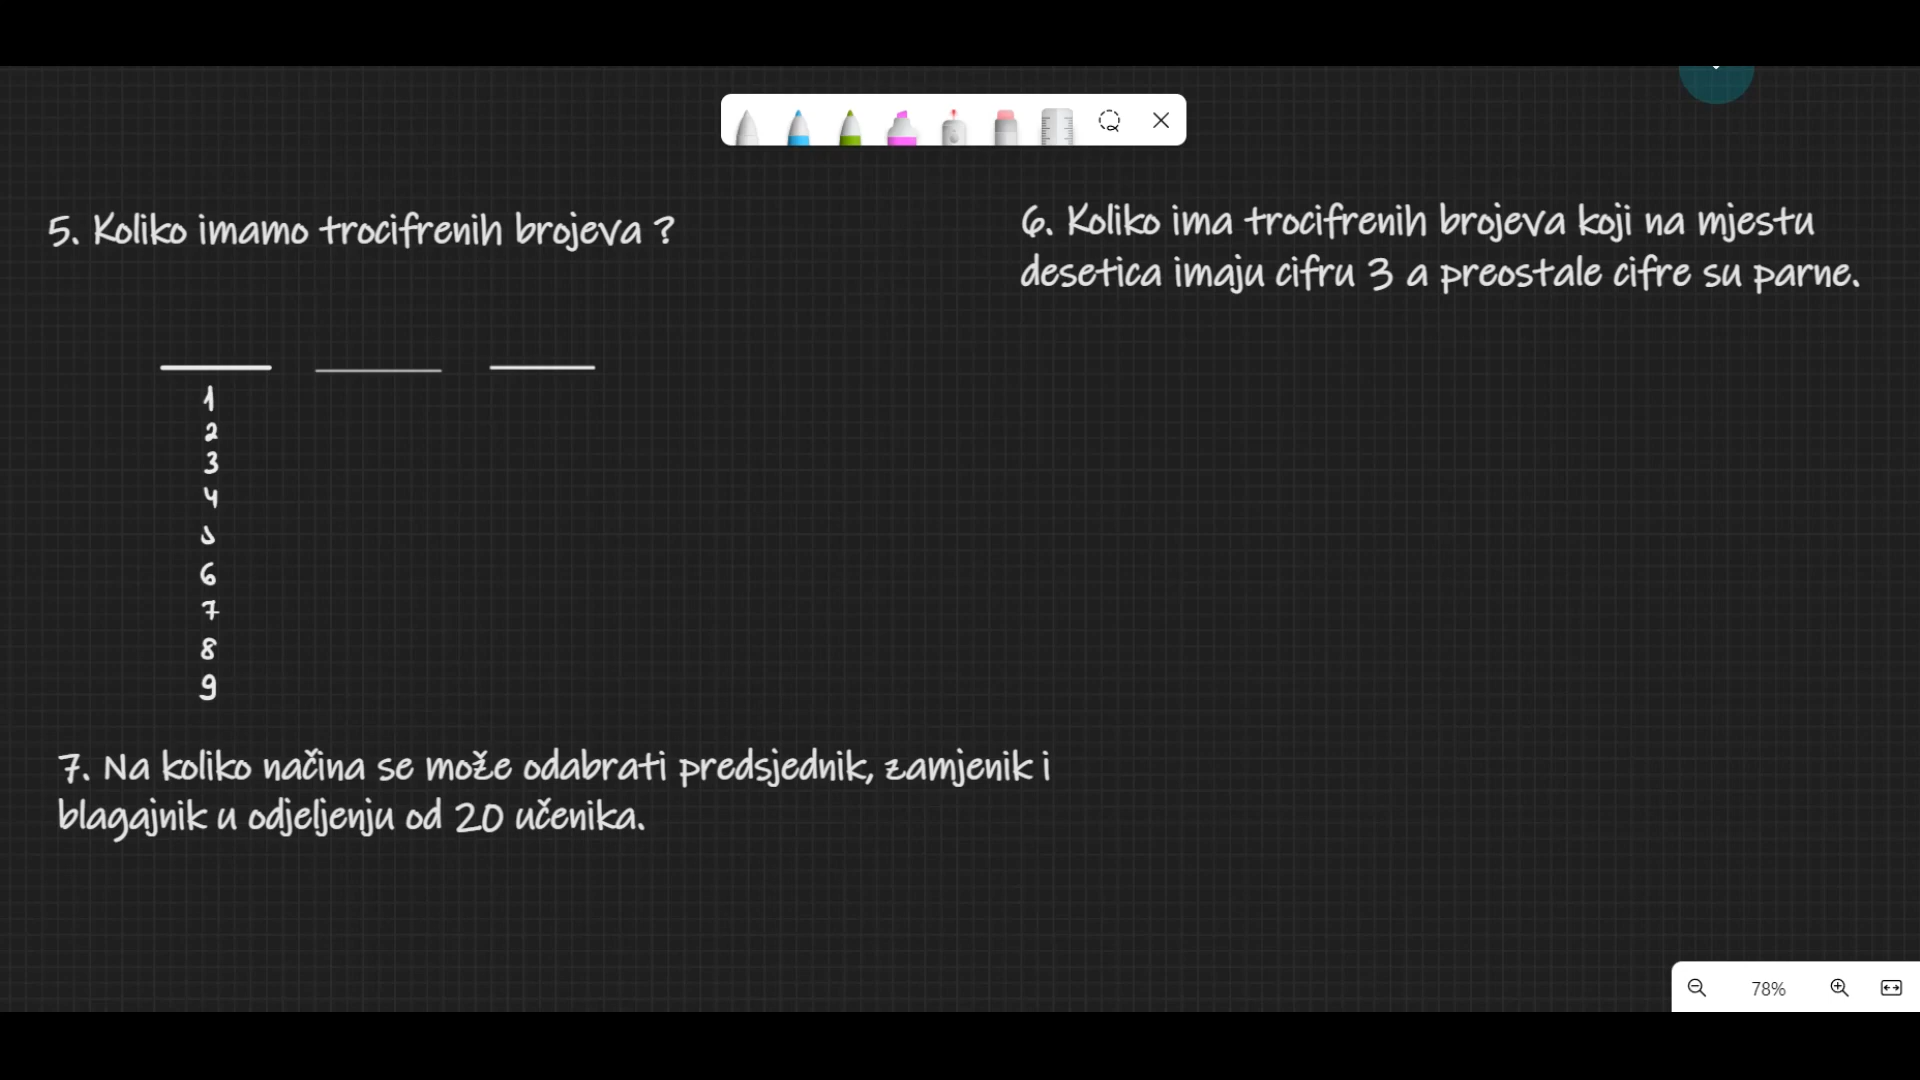 5. Koliko imamo trocifrenih brojeva ?
6. Koliko ima trocifrenih brojeva koji na mjestu
desetica imaju cifru 3 a preostale cifre su parne.
1
2
3
4
5
6
7
8
9
7. Na koliko načina se može odabrati predsjednik, zamjenik i
blagajnik u odjeljenju od 20 učenika.
78%